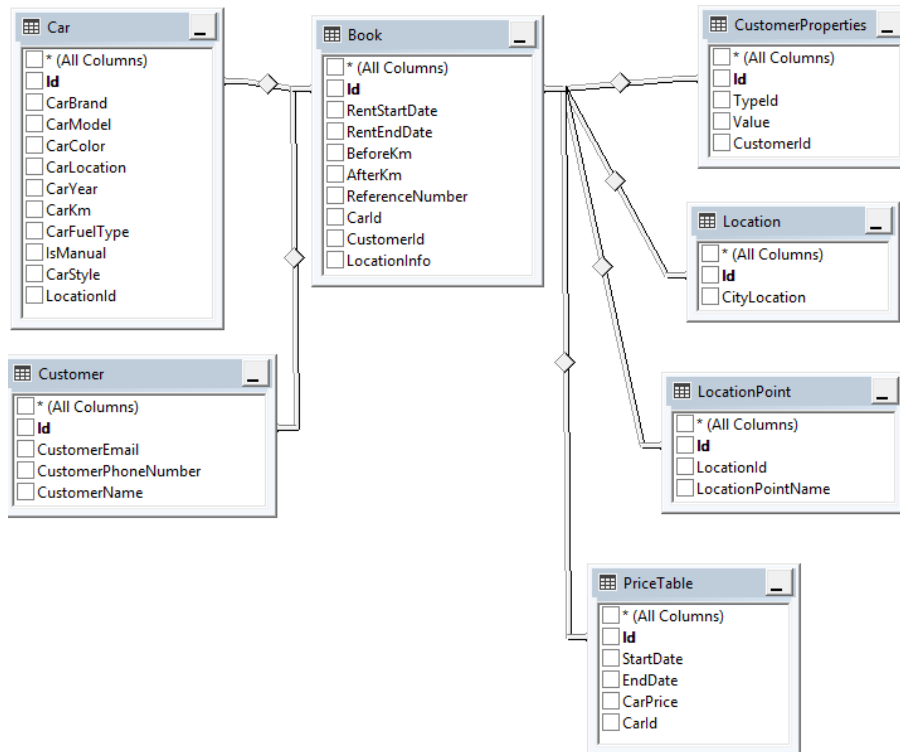 Car
* (All Columns)
Id
CarBrand
CarModel
CarColor
CarLocation
CarYear
CarKm
CarFuelType
IsManual
CarStyle
LocationId
Book
* (All Columns)
Id
RentStartDate
RentEndDate
BeforeKm
AfterKm
ReferenceNumber
CarId
CustomerId
LocationInfo
CustomerProperties
* (All Columns)
Id
TypeId
Value
CustomerId
Location
* (All Columns)
Id
CityLocation
Customer
* (All Columns)
Id
CustomerEmail
CustomerPhoneNumber
CustomerName
LocationPoint
* (All Columns)
Id
LocationId
LocationPointName
PriceTable
* (All Columns)
Id
StartDate
EndDate
CarPrice
CarId